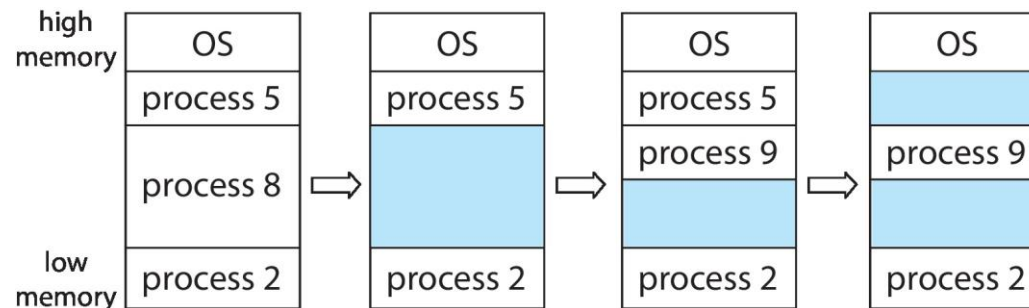 high
memory
OS
process 5
process 8
process 2
low
memory
OS
process 5
process 2
OS
process 5
process 9
process 2
OS
process 9
process 2